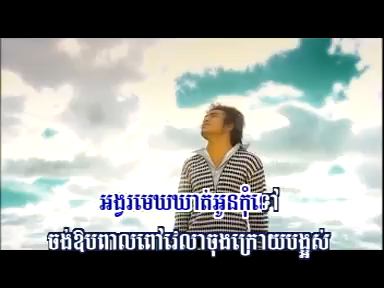 អង្វរមេឃឃាត់អូនកុំទៅ
ចង់ឱបពាលពៅវេលាចុងក្រោយបង្អស់